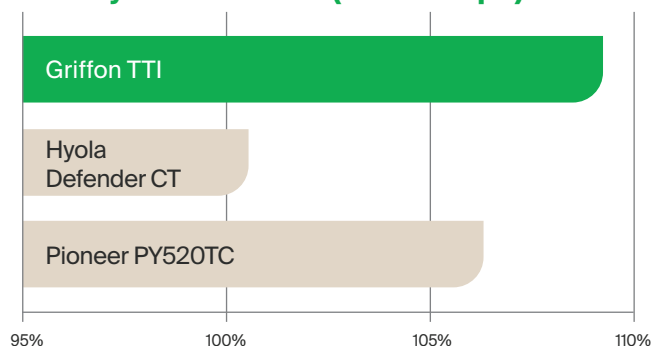 Griffon TTI
Hyola
Defender CT
Pioneer PY520TC
95% 100% 105% 110%